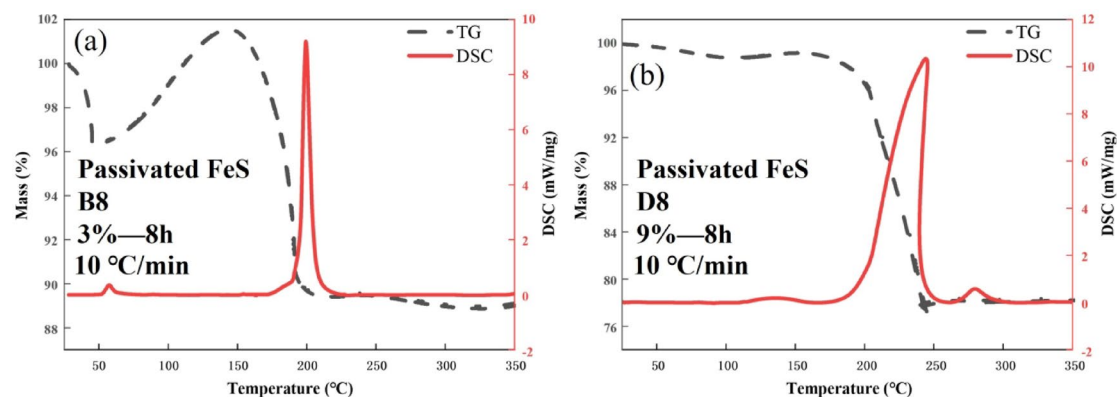 (a)
TG
DSC
Passivated FeS
B8
3%—8h
10 ℃/min
Mass (%)
102
100
98
96
94
92
90
88
10
8
6
4
2
0
-2
DSC (mW/mg)
50 100 150 200 250 300 350
Temperature (℃)
(b)
TG
DSC
Passivated FeS
D8
9%—8h
10 ℃/min
Mass (%)
100
96
92
88
84
80
76
12
10
8
6
4
2
0
-2
DSC (mW/mg)
50 100 150 200 250 300 350
Temperature (℃)